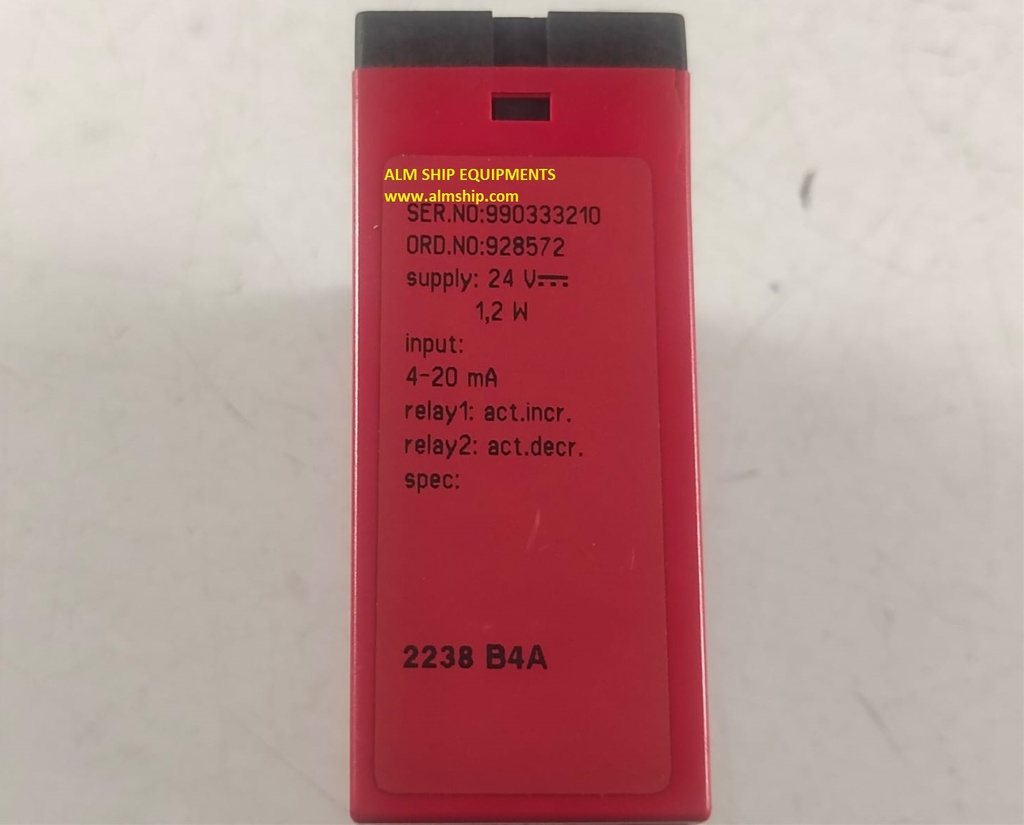 ALM SHIP EQUIPMENTS
www.almship.com
SER.NO:990333210
ORD.NO:928572
supply: 24 V⎓
1,2 W
input:
4-20 mA
relay1: act.incr.
relay2: act.decr.
spec:
2238 B4A